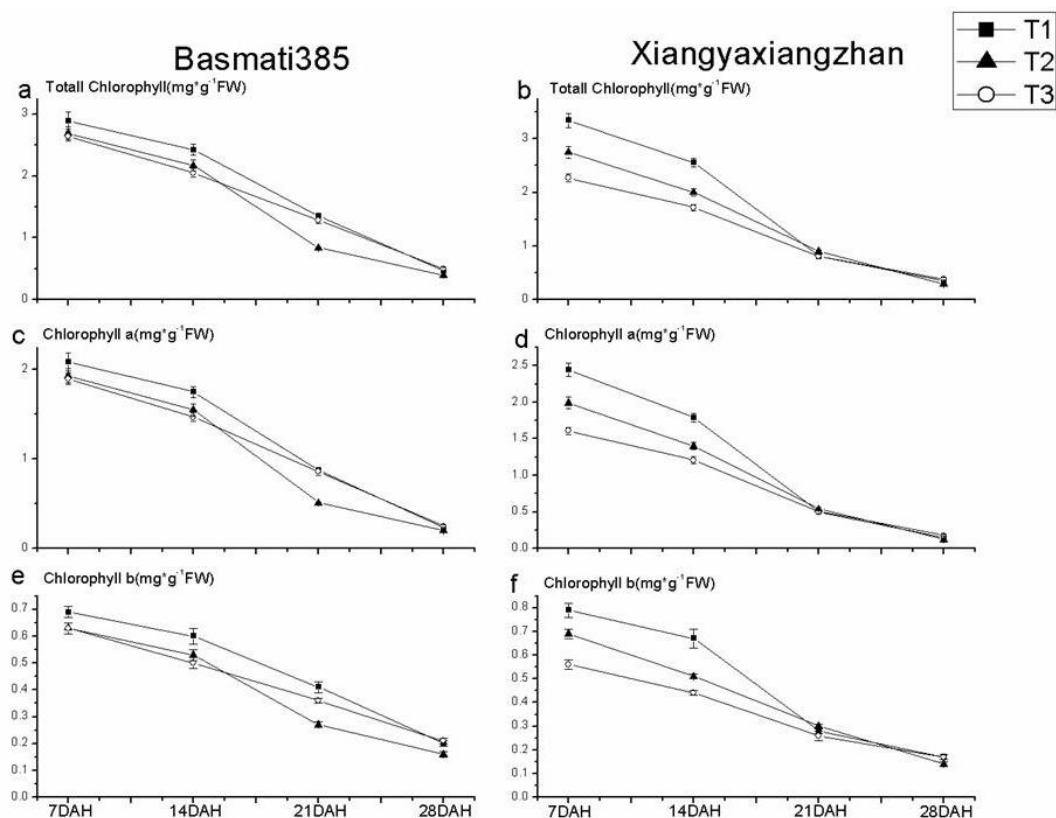 Basmati385
Xiangyaxiangzhan
T1
T2
T3
a
Totall Chlorophyll(mg*g⁻¹FW)
3
2
1
0
b
Totall Chlorophyll(mg*g⁻¹FW)
3
2
1
0
c
Chlorophyll a(mg*g⁻¹FW)
2
1
0
d
Chlorophyll a(mg*g⁻¹FW)
2.5
2.0
1.5
1.0
0.5
0.0
e
Chlorophyll b(mg*g⁻¹FW)
0.7
0.6
0.5
0.4
0.3
0.2
0.1
0.0
7DAH 14DAH 21DAH 28DAH
f
Chlorophyll b(mg*g⁻¹FW)
0.8
0.7
0.6
0.5
0.4
0.3
0.2
0.1
0.0
7DAH 14DAH 21DAH 28DAH